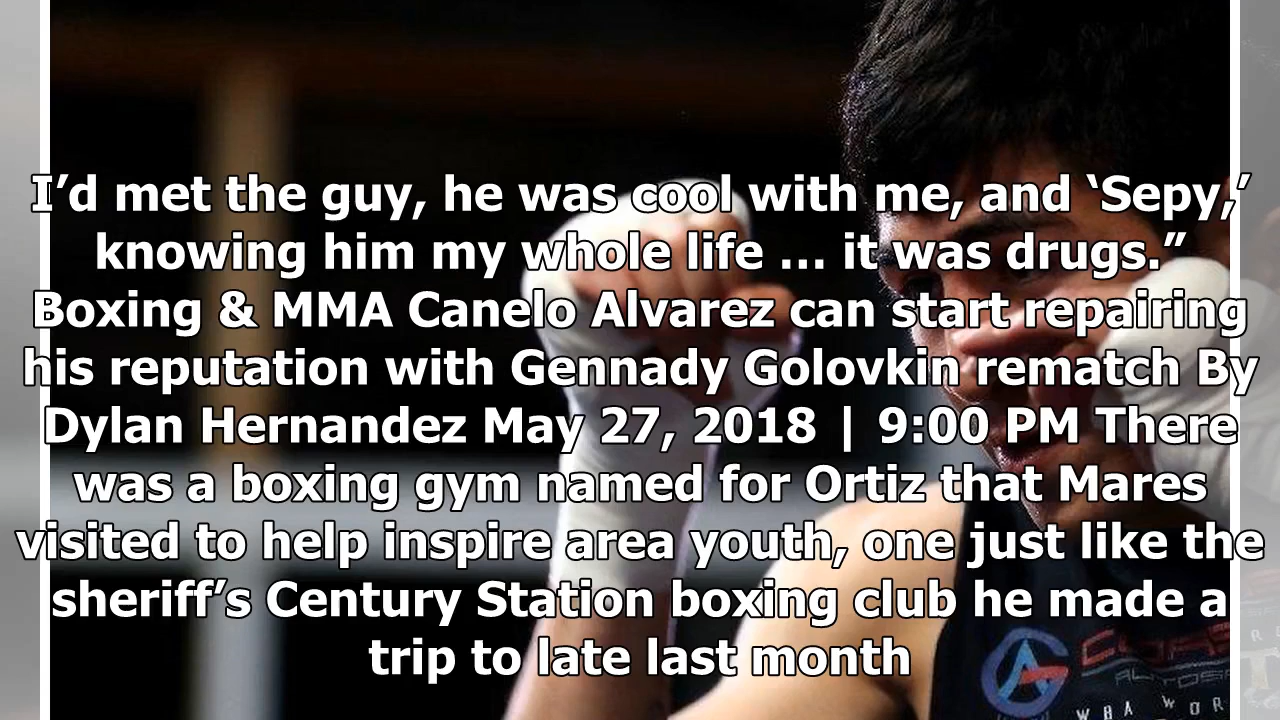 I’d met the guy, he was cool with me, and ‘Sepy,’
knowing him my whole life … it was drugs.”
Boxing & MMA Canelo Alvarez can start repairing
his reputation with Gennady Golovkin rematch By
Dylan Hernandez May 27, 2018 | 9:00 PM There
was a boxing gym named for Ortiz that Mares
visited to help inspire area youth, one just like the
sheriff’s Century Station boxing club he made a
trip to late last month
WBA